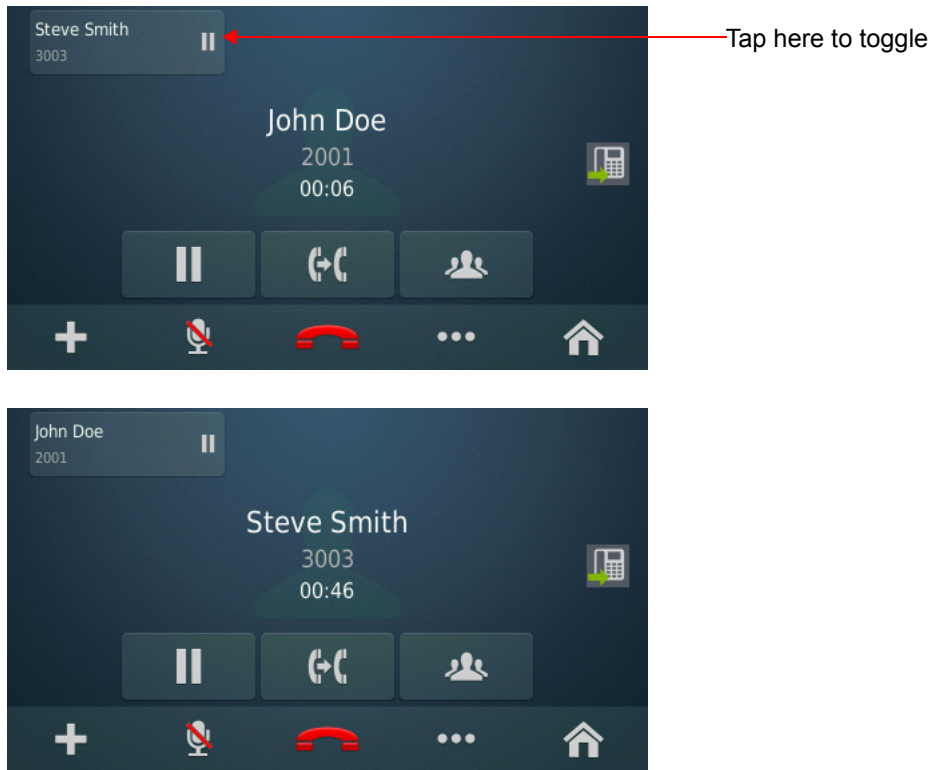 Steve Smith
3003
Tap here to toggle
John Doe
2001
00:06
John Doe
2001
Steve Smith
3003
00:46